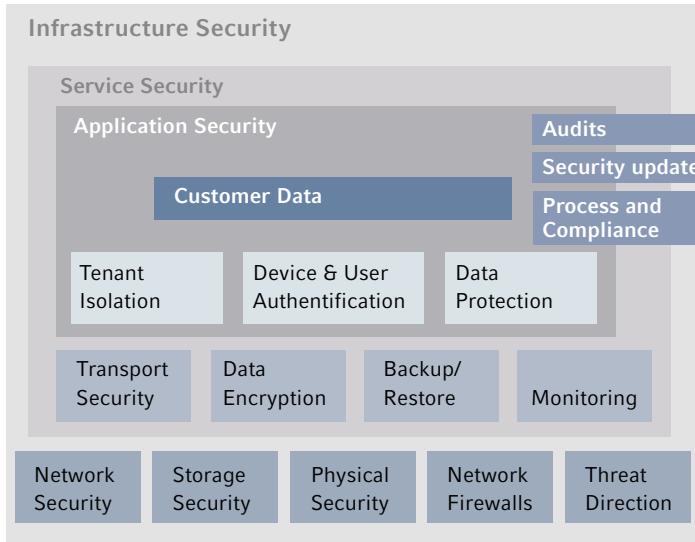 Infrastructure Security
Service Security
Application Security
Audits
Security update
Customer Data
Process and
Compliance
Tenant
Isolation
Device & User
Authentification
Data
Protection
Transport
Security
Data
Encryption
Backup/
Restore
Monitoring
Network
Security
Storage
Security
Physical
Security
Network
Firewalls
Threat
Direction